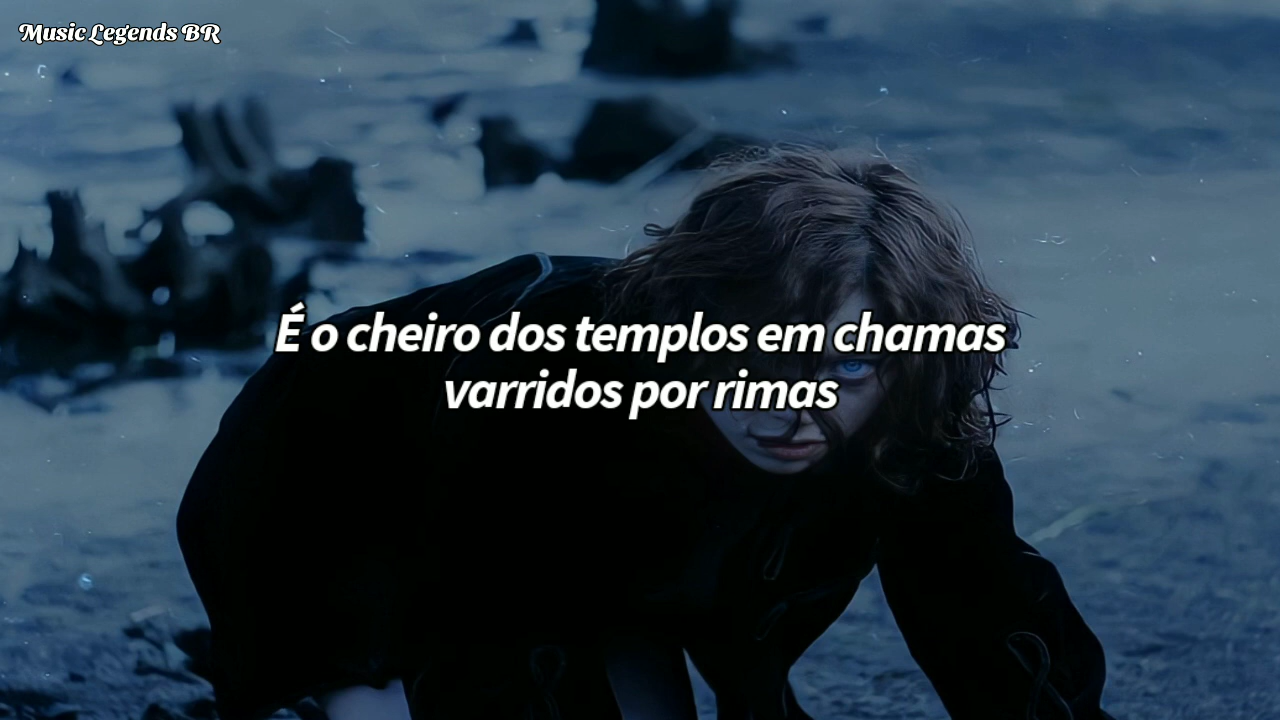 Music Legends BR
É o cheiro dos templos em chamas
varridos por rimas